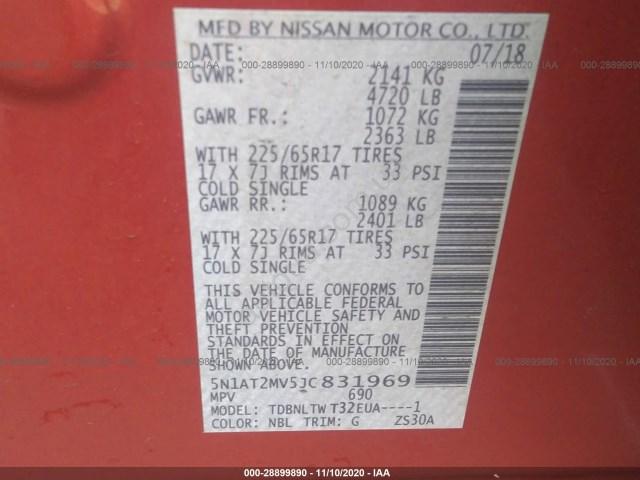 MFD BY NISSAN MOTOR CO., LTD.
DATE: 07/18
GVWR: 2141 KG
4720 LB
GAWR FR.: 1072 KG
2363 LB
WITH 225/65R17 TIRES
17 X 7J RIMS AT 33 PSI
COLD SINGLE
GAWR RR.: 1089 KG
2401 LB
WITH 225/65R17 TIRES
17 X 7J RIMS AT 33 PSI
COLD SINGLE
THIS VEHICLE CONFORMS TO
ALL APPLICABLE FEDERAL
MOTOR VEHICLE SAFETY AND
THEFT PREVENTION
STANDARDS IN EFFECT ON
THE DATE OF MANUFACTURE
SHOWN ABOVE.
5N1AT2MV5JC831969
MPV 690
MODEL: TDBNLTW T32EUA----1
COLOR: NBL TRIM: G ZS30A
000-28899890 - 11/10/2020 - IAA